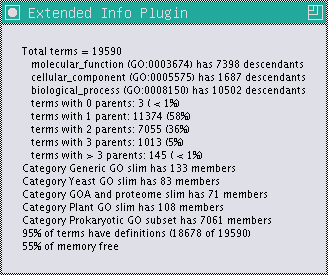 Extended Info Plugin
Total terms = 19590
molecular_function (GO:0003674) has 7398 descendants
cellular_component (GO:0005575) has 1687 descendants
biological_process (GO:0008150) has 10502 descendants
terms with 0 parents: 3 ( < 1%)
terms with 1 parent: 11374 (58%)
terms with 2 parents: 7055 (36%)
terms with 3 parents: 1013 (5%)
terms with > 3 parents: 145 ( < 1%)
Category Generic GO slim has 133 members
Category Yeast GO slim has 83 members
Category GOA and proteome slim has 71 members
Category Plant GO slim has 108 members
Category Prokaryotic GO subset has 7061 members
95% of terms have definitions (18678 of 19590)
55% of memory free